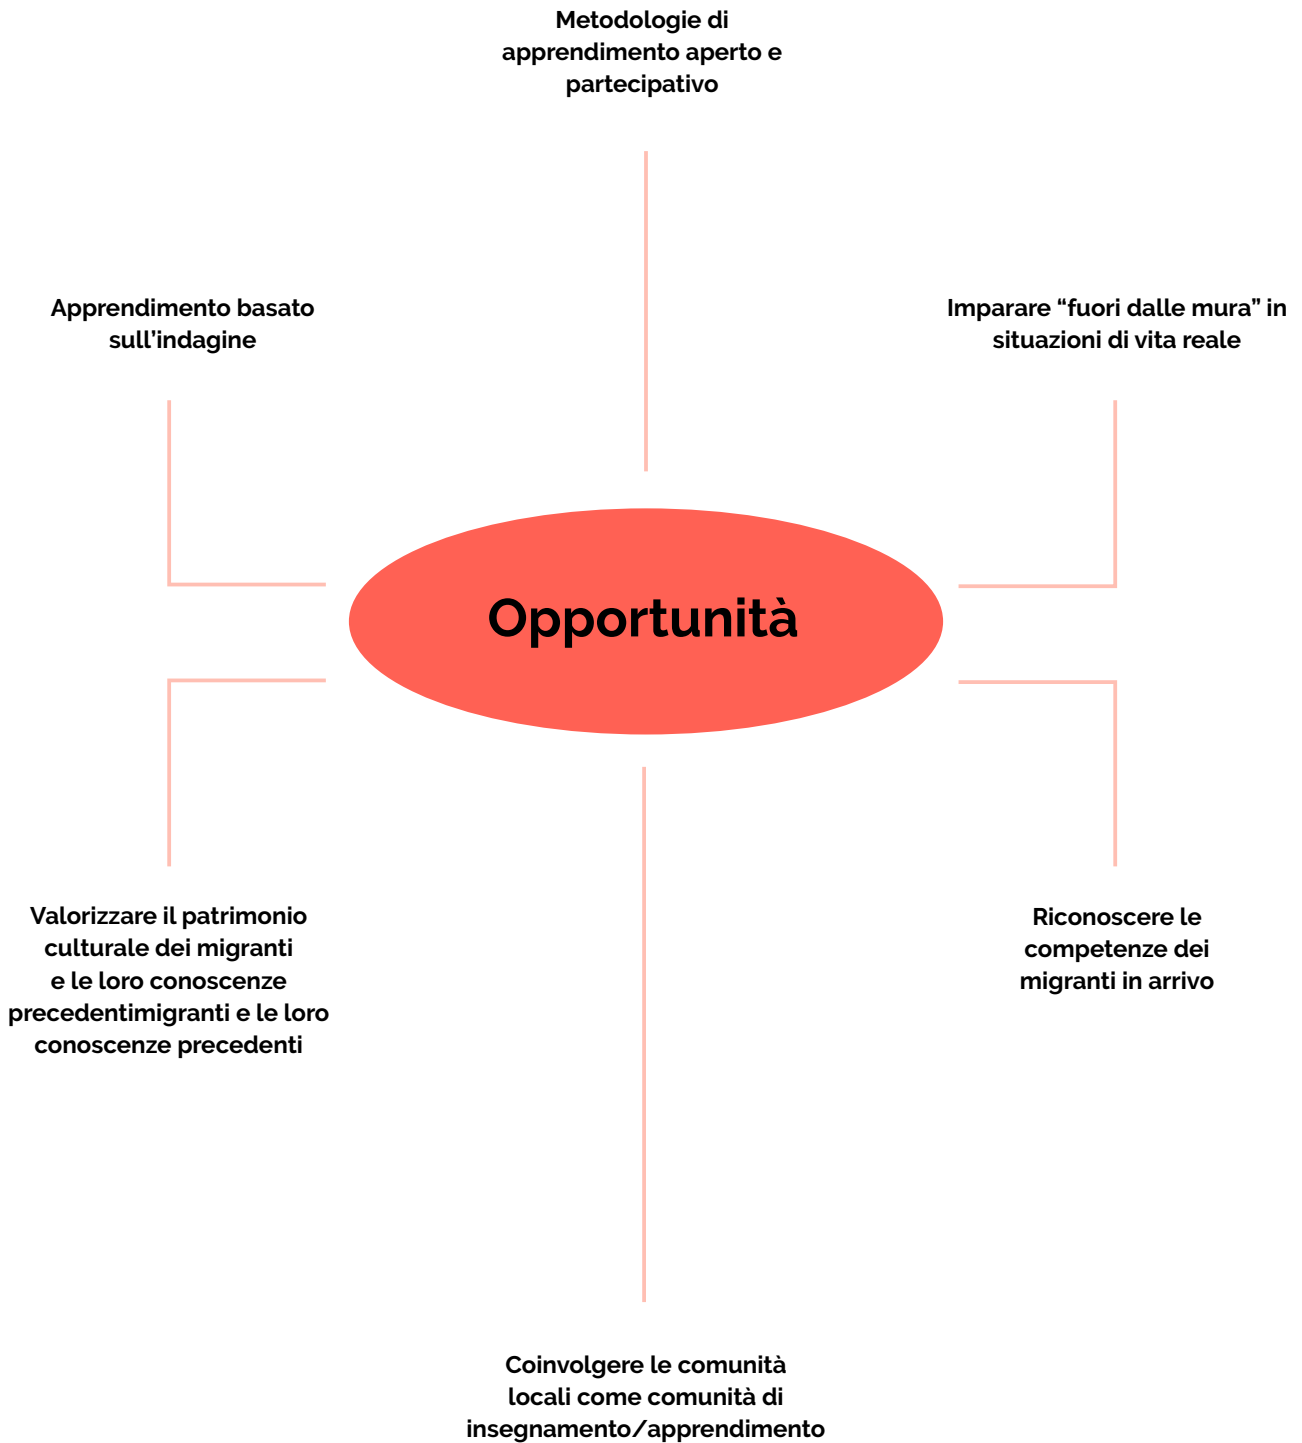 Metodologie di
apprendimento aperto e
partecipativo
Apprendimento basato
sull’indagine
Imparare “fuori dalle mura” in
situazioni di vita reale
Opportunità
Valorizzare il patrimonio
culturale dei migranti
e le loro conoscenze
precedentimigranti e le loro
conoscenze precedenti
Riconoscere le
competenze dei
migranti in arrivo
Coinvolgere le comunità
locali come comunità di
insegnamento/apprendimento